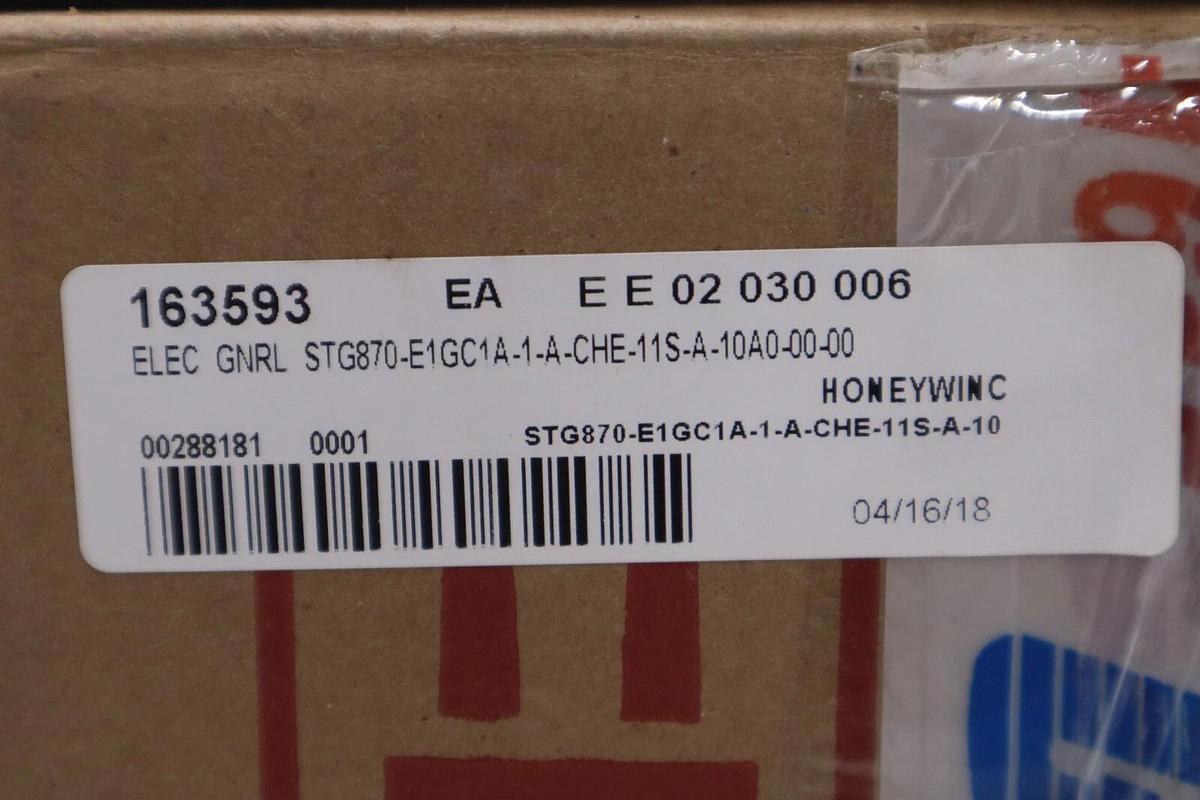 163593 EA E E 02 030 006
ELEC GNRL STG870-E1GC1A-1-A-CHE-11S-A-10A0-00-00
HONEYWINC
00288181 0001 STG870-E1GC1A-1-A-CHE-11S-A-10
04/16/18